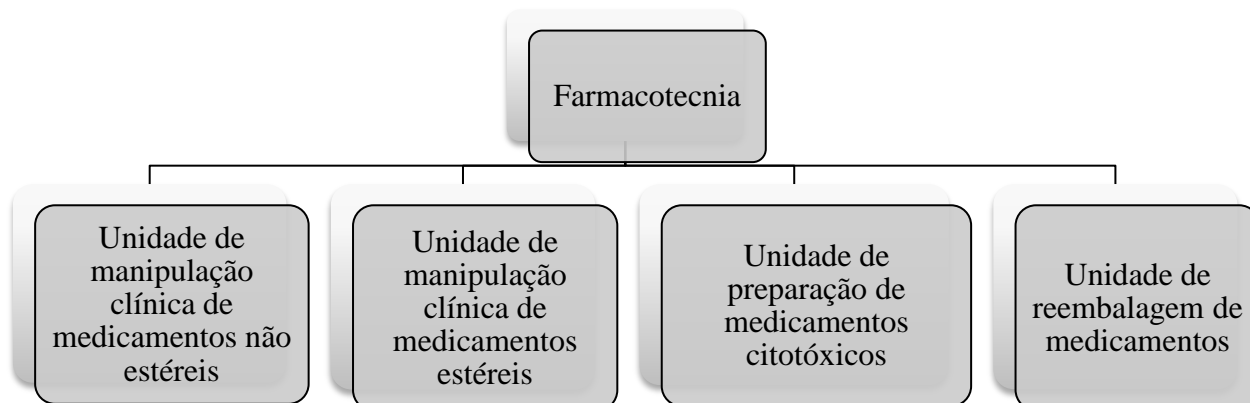 Farmacotecnia
Unidade de
manipulação
clínica de
medicamentos não
estéreis
Unidade de
manipulação
clínica de
medicamentos
estéreis
Unidade de
preparação de
medicamentos
citotóxicos
Unidade de
reembalagem de
medicamentos